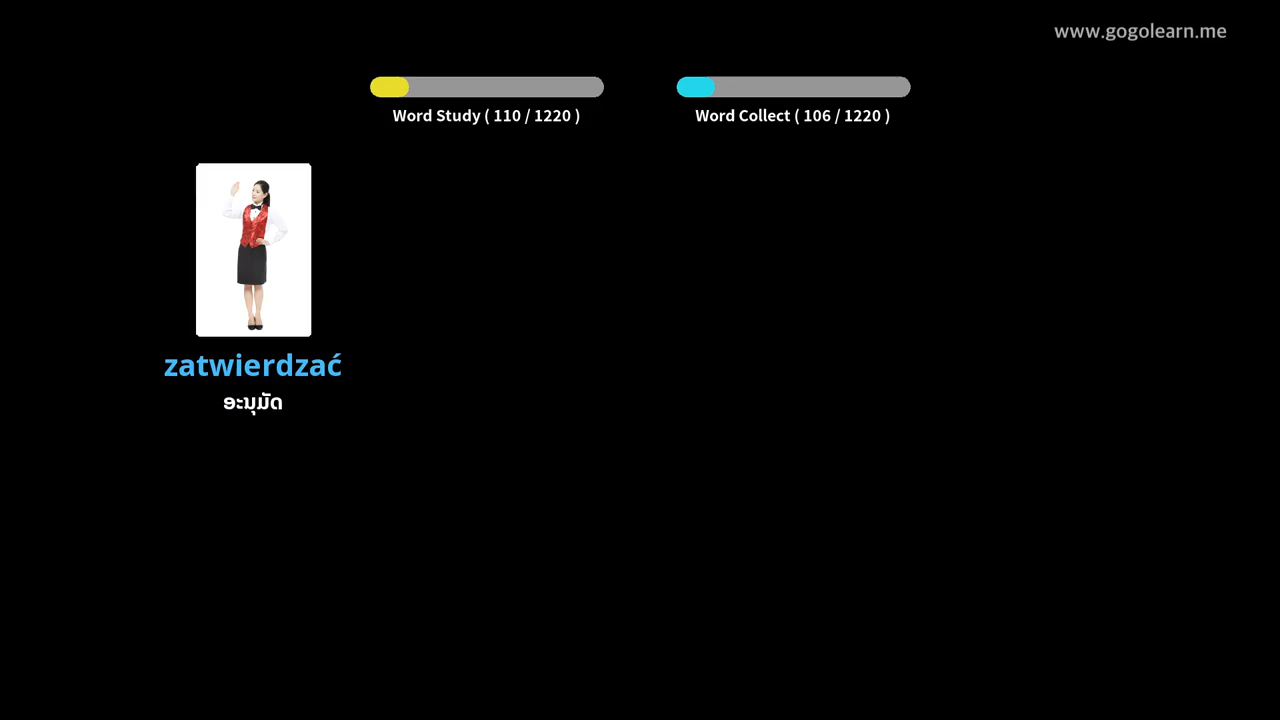 www.gogolearn.me
Word Study ( 110 / 1220 )
Word Collect ( 106 / 1220 )
zatwierdzać
ອະນຸມັດ